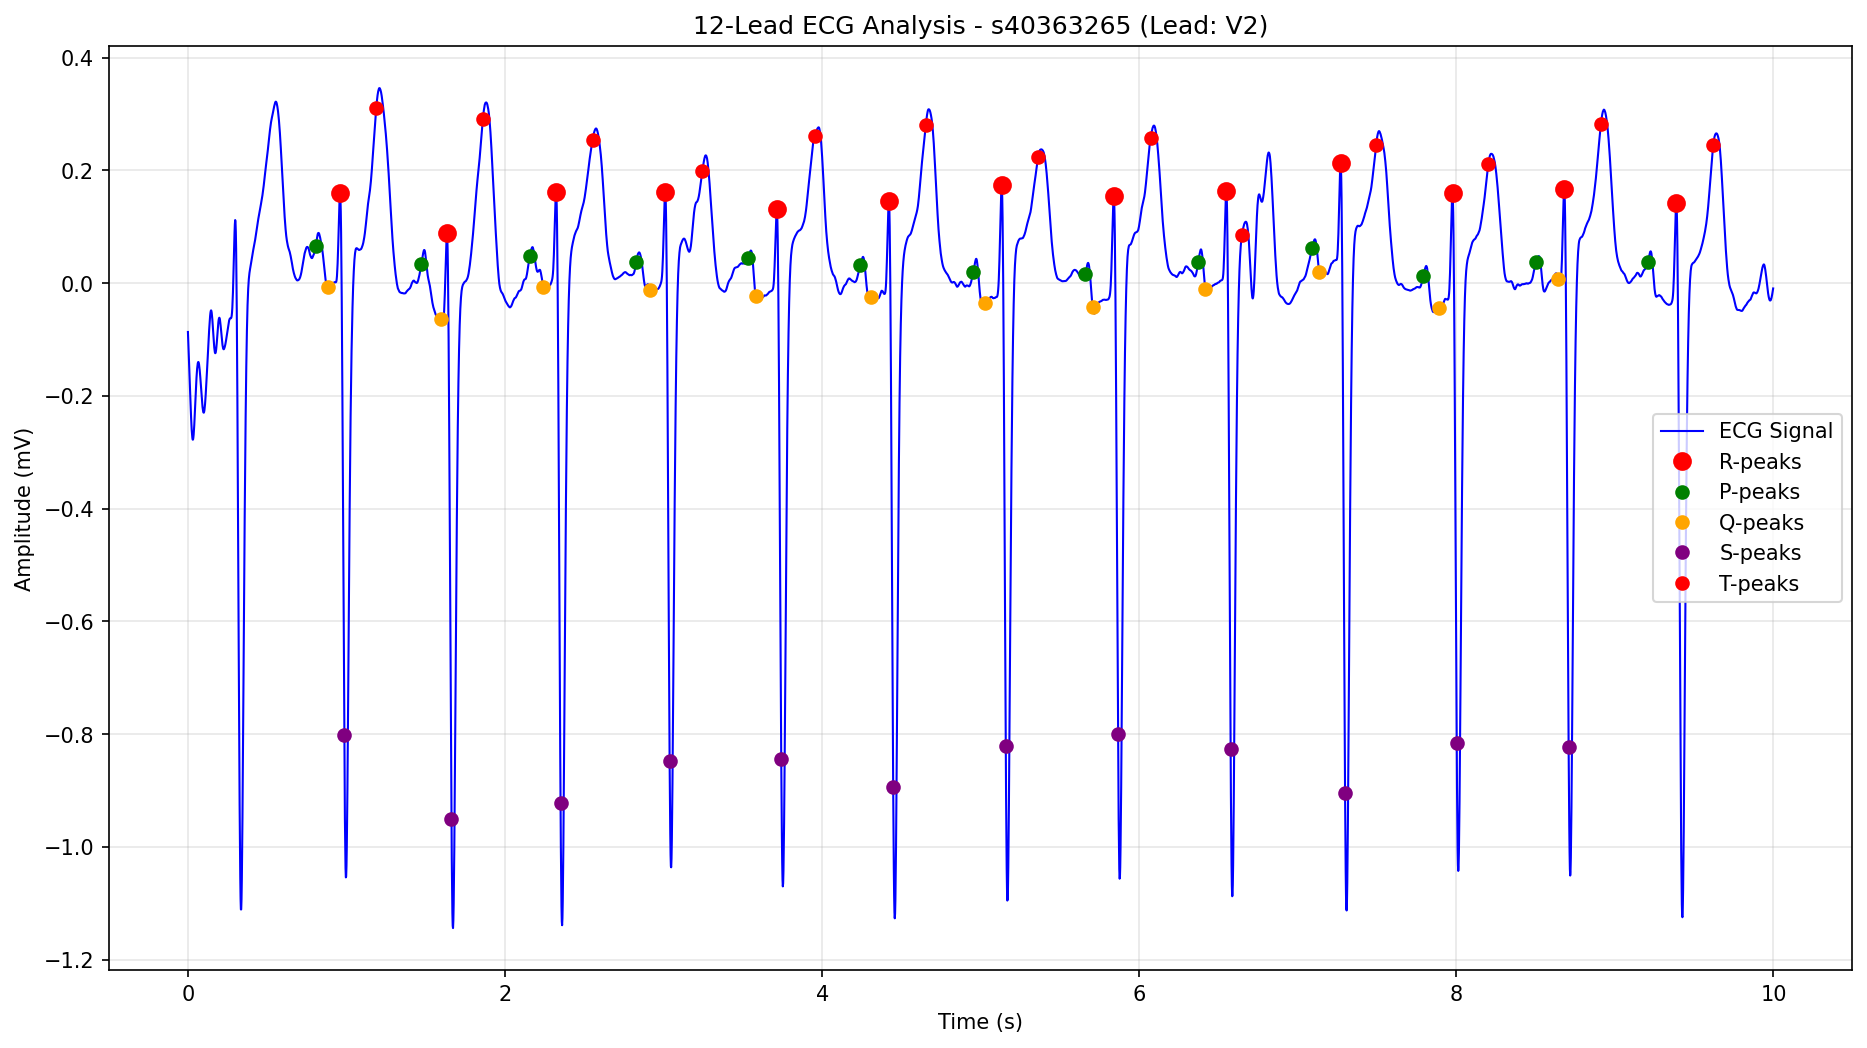 12-Lead ECG Analysis - s40363265 (Lead: V2)
Amplitude (mV)
0.4
0.2
0.0
−0.2
−0.4
−0.6
−0.8
−1.0
−1.2
ECG Signal
R-peaks
P-peaks
Q-peaks
S-peaks
T-peaks
0 2 4 6 8 10
Time (s)